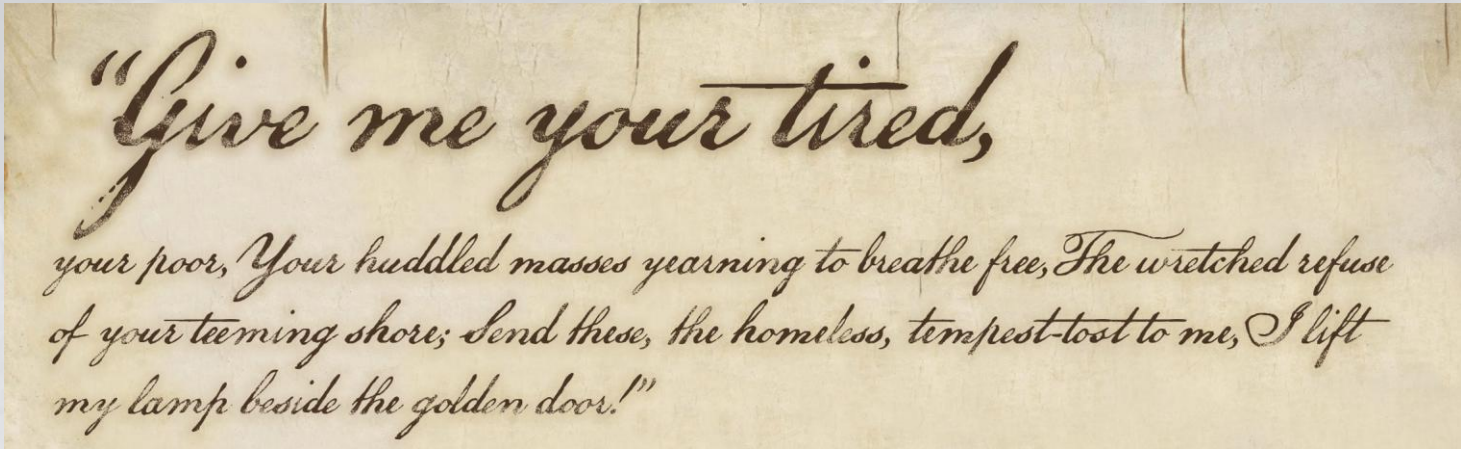 “Give me your tired,
your poor, Your huddled masses yearning to breathe free, The wretched refuse
of your teeming shore; Send these, the homeless, tempest-tost to me, I lift
my lamp beside the golden door!”